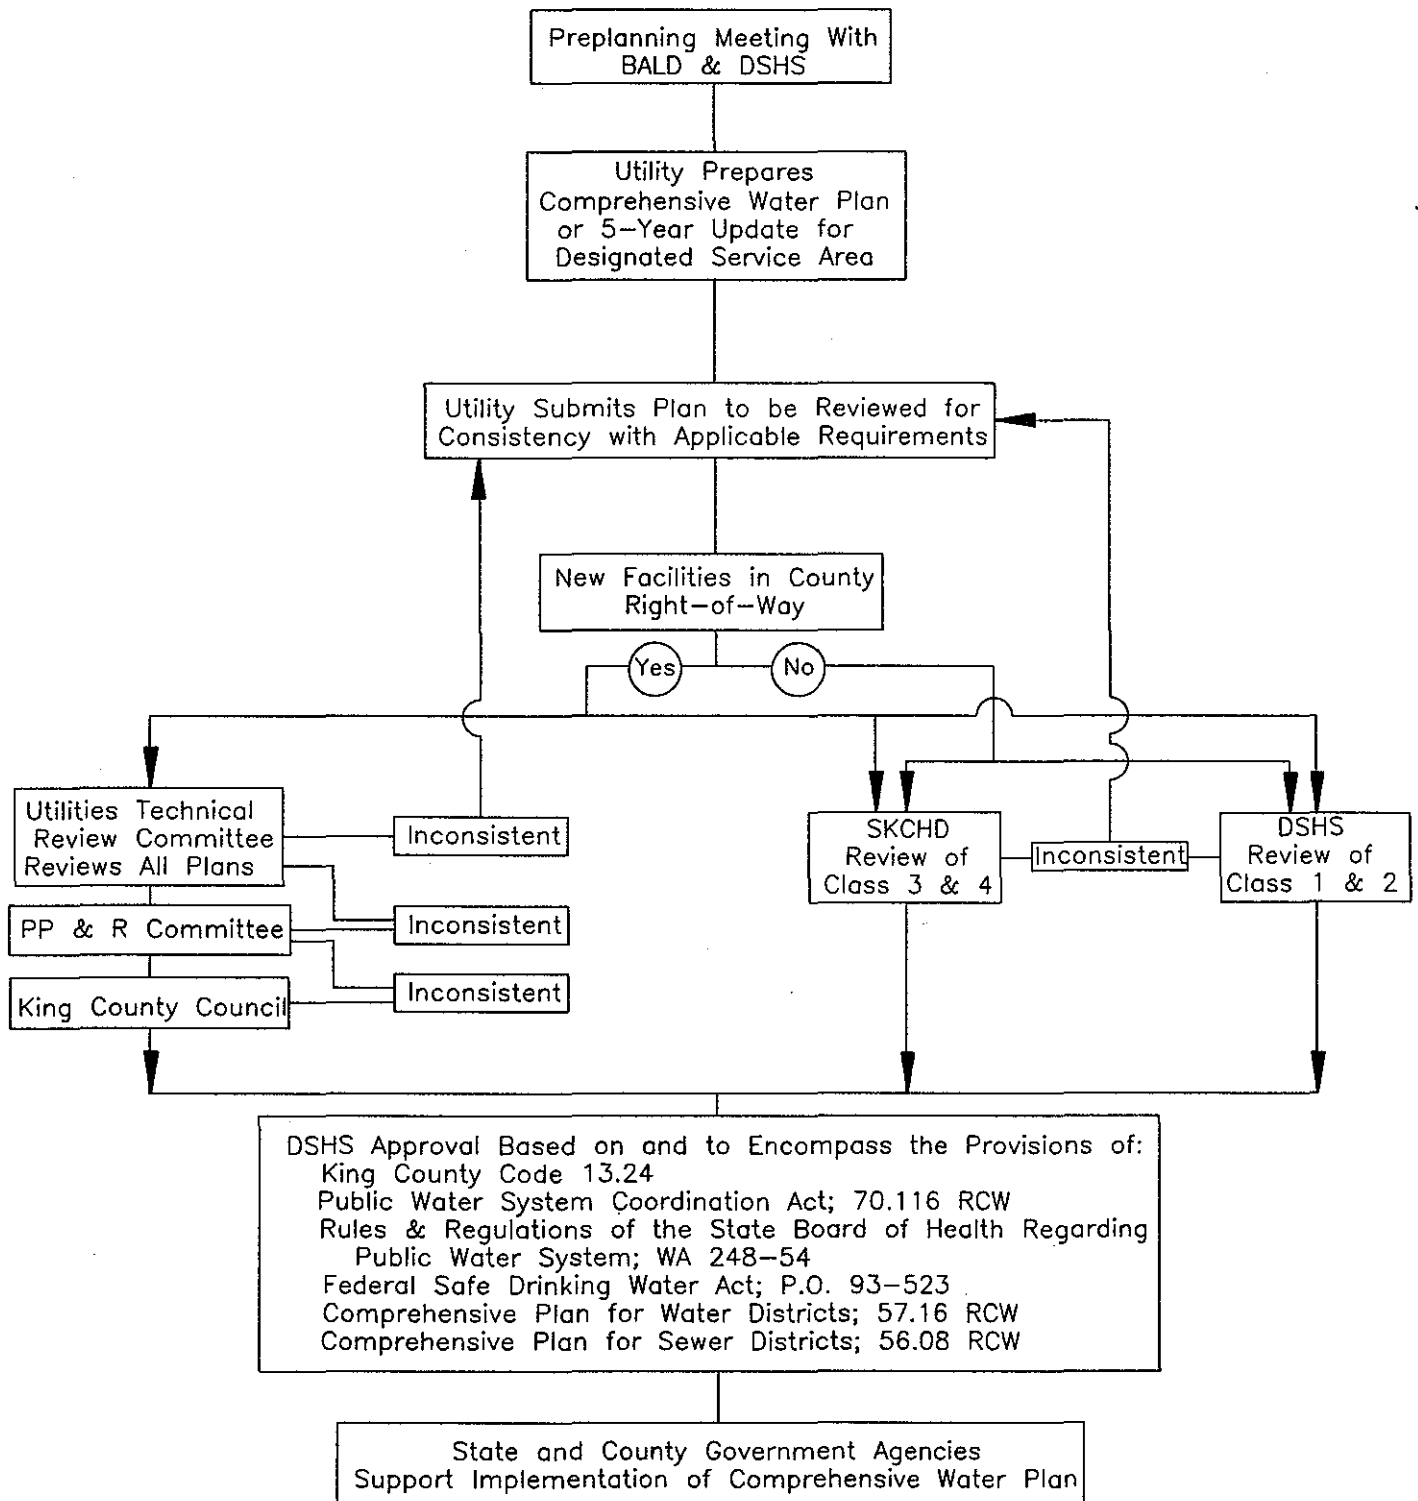 Preplanning Meeting With
BALD & DSHS
Utility Prepares
Comprehensive Water Plan
or 5-Year Update for
Designated Service Area
Utility Submits Plan to be Reviewed for
Consistency with Applicable Requirements
New Facilities in County
Right-of-Way
Yes
No
Utilities Technical
Review Committee
Reviews All Plans
Inconsistent
PP & R Committee
Inconsistent
King County Council
Inconsistent
SKCHD
Review of
Class 3 & 4
Inconsistent
DSHS
Review of
Class 1 & 2
DSHS Approval Based on and to Encompass the Provisions of:
King County Code 13.24
Public Water System Coordination Act; 70.116 RCW
Rules & Regulations of the State Board of Health Regarding
Public Water System; WA 248-54
Federal Safe Drinking Water Act; P.O. 93-523
Comprehensive Plan for Water Districts; 57.16 RCW
Comprehensive Plan for Sewer Districts; 56.08 RCW
State and County Government Agencies
Support Implementation of Comprehensive Water Plan